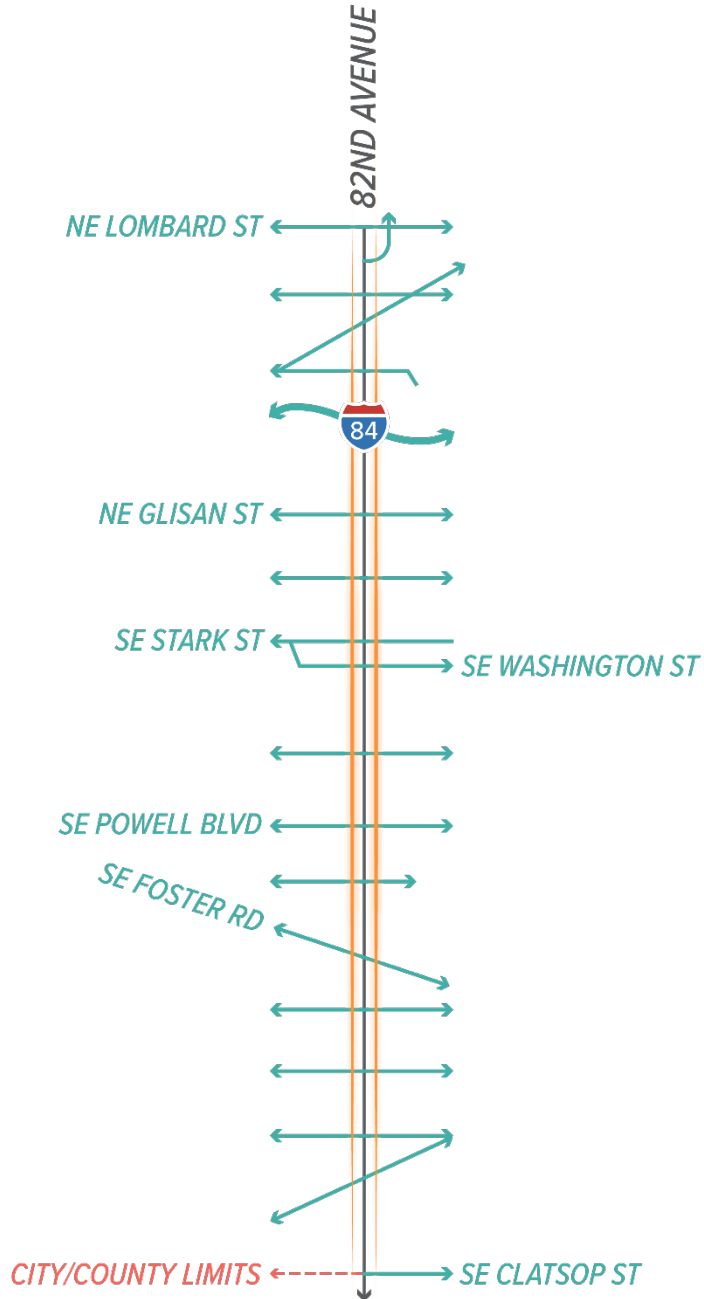 82ND AVENUE
NE LOMBARD ST
84
NE GLISAN ST
SE STARK ST
SE WASHINGTON ST
SE POWELL BLVD
SE FOSTER RD
CITY/COUNTY LIMITS
SE CLATSOP ST